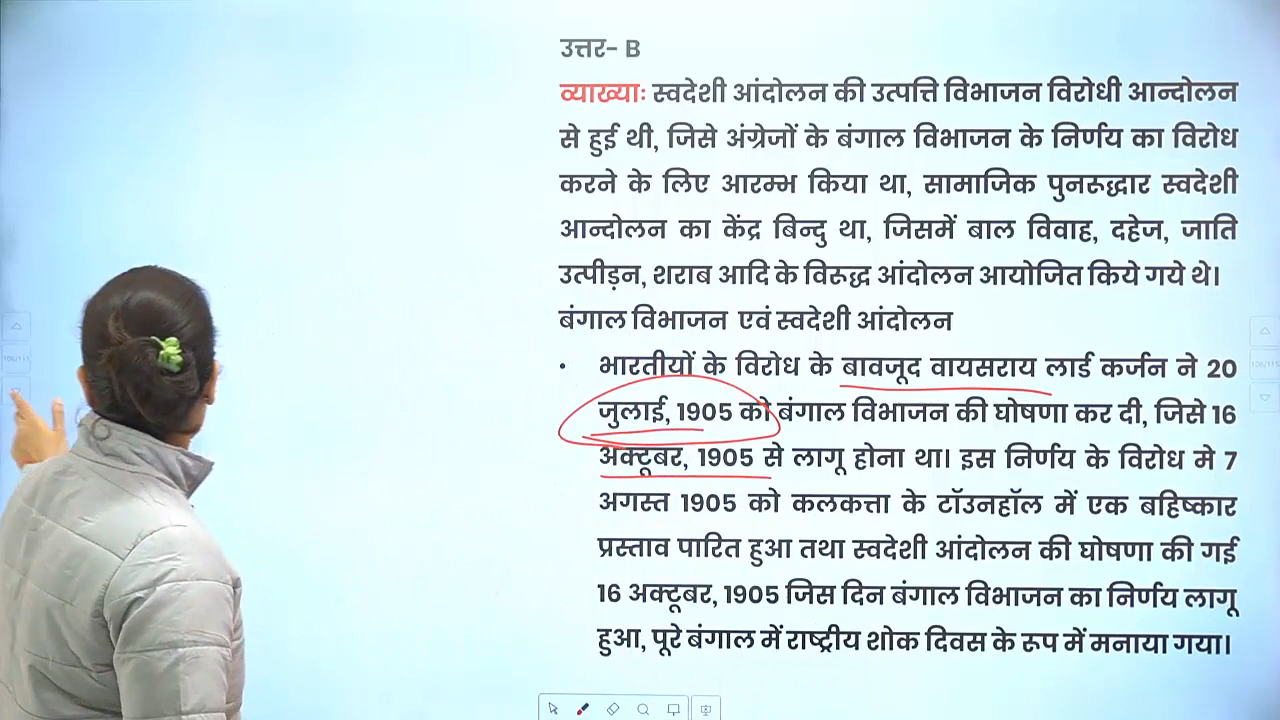 उत्तर- B
व्याख्याः स्वदेशी आंदोलन की उत्पत्ति विभाजन विरोधी आन्दोलन
से हुई थी, जिसे अंग्रेजों के बंगाल विभाजन के निर्णय का विरोध
करने के लिए आरम्भ किया था, सामाजिक पुनरूद्धार स्वदेशी
आन्दोलन का केंद्र बिन्दु था, जिसमें बाल विवाह, दहेज, जाति
उत्पीड़न, शराब आदि के विरूद्ध आंदोलन आयोजित किये गये थे।
बंगाल विभाजन एवं स्वदेशी आंदोलन
• भारतीयों के विरोध के बावजूद वायसराय लार्ड कर्जन ने 20
जुलाई, 1905 को बंगाल विभाजन की घोषणा कर दी, जिसे 16
अक्टूबर, 1905 से लागू होना था। इस निर्णय के विरोध मे 7
अगस्त 1905 को कलकत्ता के टॉउनहॉल में एक बहिष्कार
प्रस्ताव पारित हुआ तथा स्वदेशी आंदोलन की घोषणा की गई
16 अक्टूबर, 1905 जिस दिन बंगाल विभाजन का निर्णय लागू
हुआ, पूरे बंगाल में राष्ट्रीय शोक दिवस के रूप में मनाया गया।